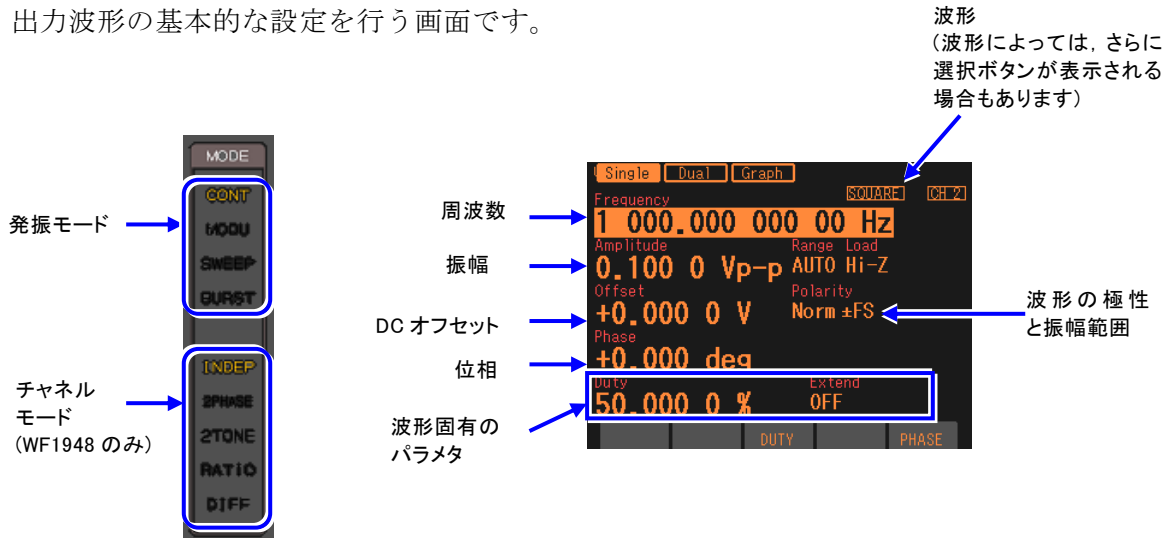 出力波形の基本的な設定を行う画面です。
波形
(波形によっては, さらに
選択ボタンが表示される
場合もあります)
MODE
CONT
MODU
SWEEP
BURST
発振モード
INDEP
2PHASE
2TONE
RATIO
DIFF
チャネル
モード
(WF1948 のみ)
周波数
振幅
DC オフセット
位相
波形固有の
パラメタ
Single Dual Graph
SQUARE CH 2
Frequency
1 000.000 000 00 Hz
Amplitude Range Load
0.100 0 Vp-p AUTO Hi-Z
Offset Polarity
+0.000 0 V Norm ±FS
Phase
+0.000 deg
Duty Extend
50.000 0 % OFF
DUTY PHASE
波形の極性
と振幅範囲